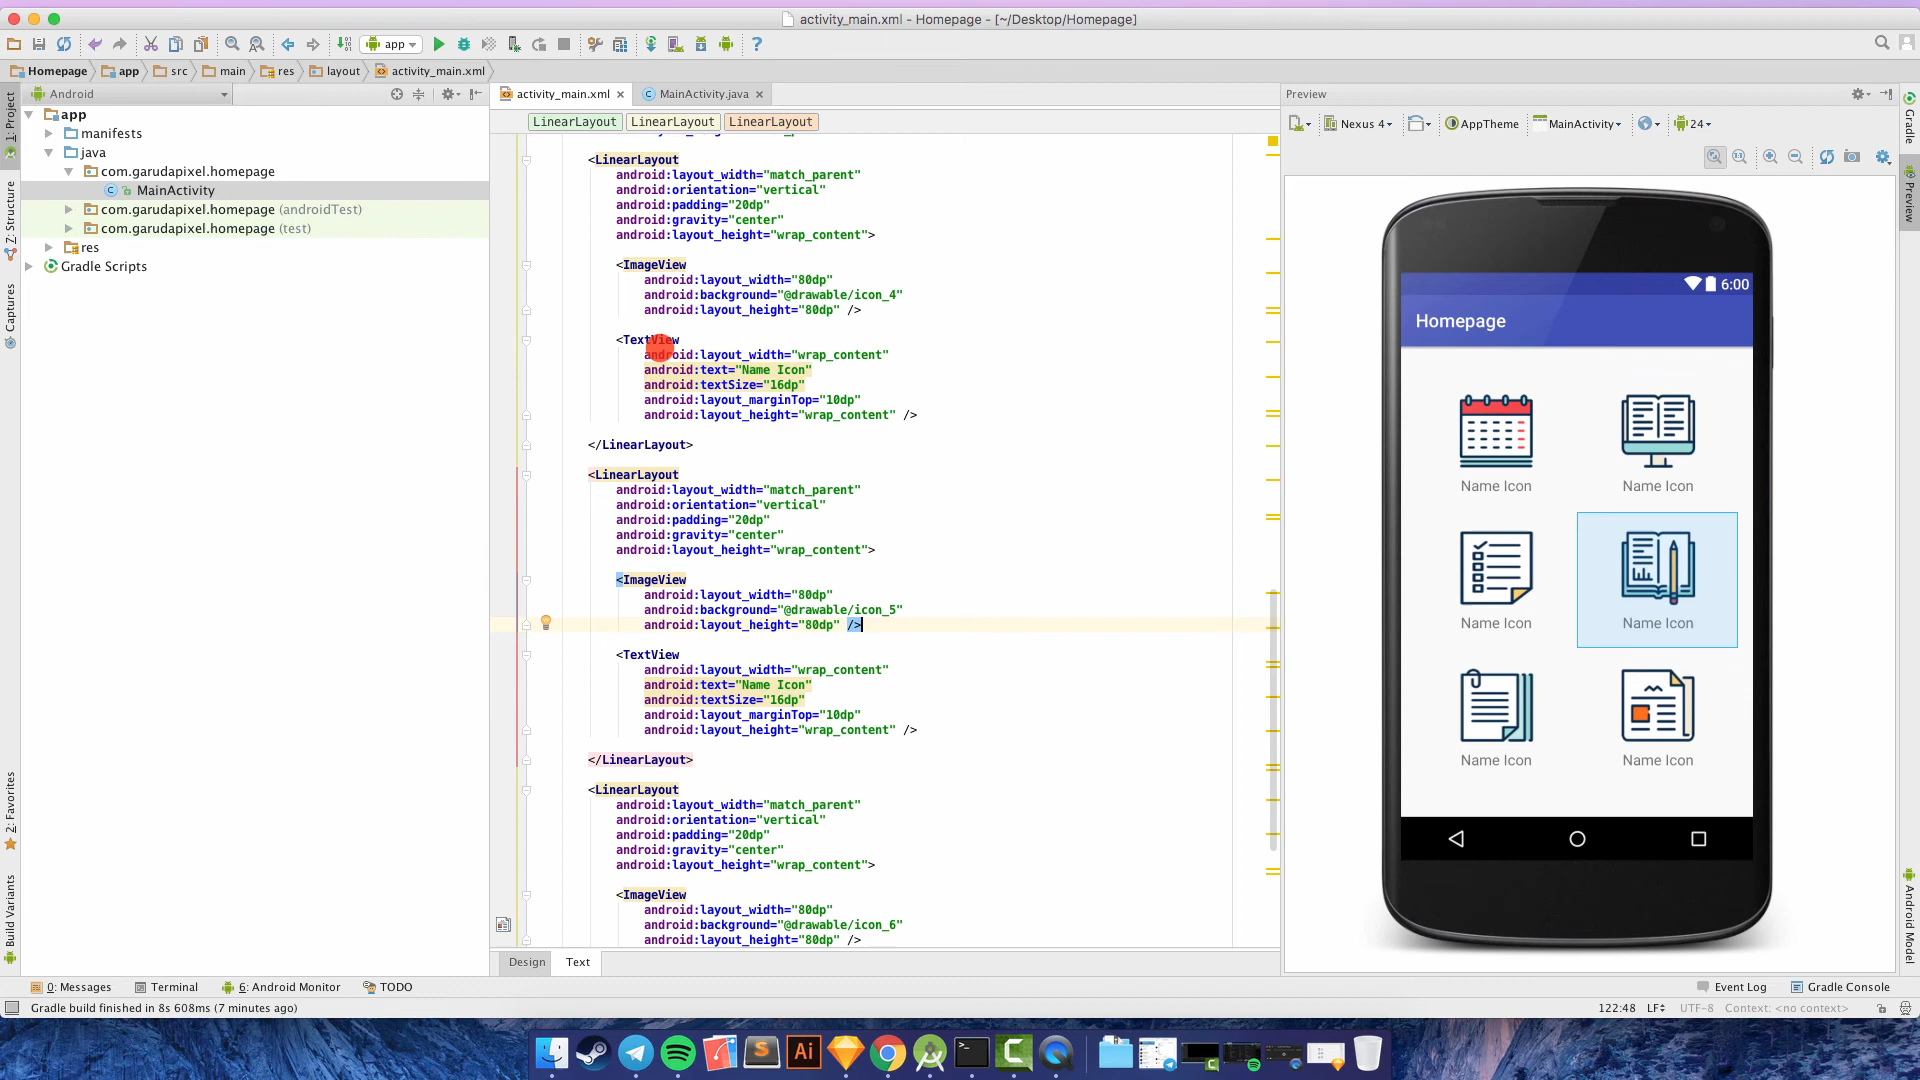 activity_main.xml - Homepage - [~/Desktop/Homepage]
app
Homepage app src main res layout activity_main.xml
Android
activity_main.xml MainActivity.java
Preview
LinearLayout LinearLayout LinearLayout
Nexus 4 AppTheme MainActivity 24
1: Project
Z: Structure
Captures
2: Favorites
Build Variants
app
manifests
java
com.garudapixel.homepage
MainActivity
com.garudapixel.homepage (androidTest)
com.garudapixel.homepage (test)
res
Gradle Scripts
<LinearLayout
android:layout_width="match_parent"
android:orientation="vertical"
android:padding="20dp"
android:gravity="center"
android:layout_height="wrap_content">
<ImageView
android:layout_width="80dp"
android:background="@drawable/icon_4"
android:layout_height="80dp" />
<TextView
android:layout_width="wrap_content"
android:text="Name Icon"
android:textSize="16dp"
android:layout_marginTop="10dp"
android:layout_height="wrap_content" />
</LinearLayout>
<LinearLayout
android:layout_width="match_parent"
android:orientation="vertical"
android:padding="20dp"
android:gravity="center"
android:layout_height="wrap_content">
<ImageView
android:layout_width="80dp"
android:background="@drawable/icon_5"
android:layout_height="80dp" />
<TextView
android:layout_width="wrap_content"
android:text="Name Icon"
android:textSize="16dp"
android:layout_marginTop="10dp"
android:layout_height="wrap_content" />
</LinearLayout>
<LinearLayout
android:layout_width="match_parent"
android:orientation="vertical"
android:padding="20dp"
android:gravity="center"
android:layout_height="wrap_content">
<ImageView
android:layout_width="80dp"
android:background="@drawable/icon_6"
android:layout_height="80dp" />
Design Text
6:00
Homepage
Name Icon Name Icon
Name Icon Name Icon
Name Icon Name Icon
Gradle
Preview
Android Model
0: Messages Terminal 6: Android Monitor TODO
Event Log Gradle Console
Gradle build finished in 8s 608ms (7 minutes ago)
122:48 LF UTF-8 Context: <no context>
S Ai C